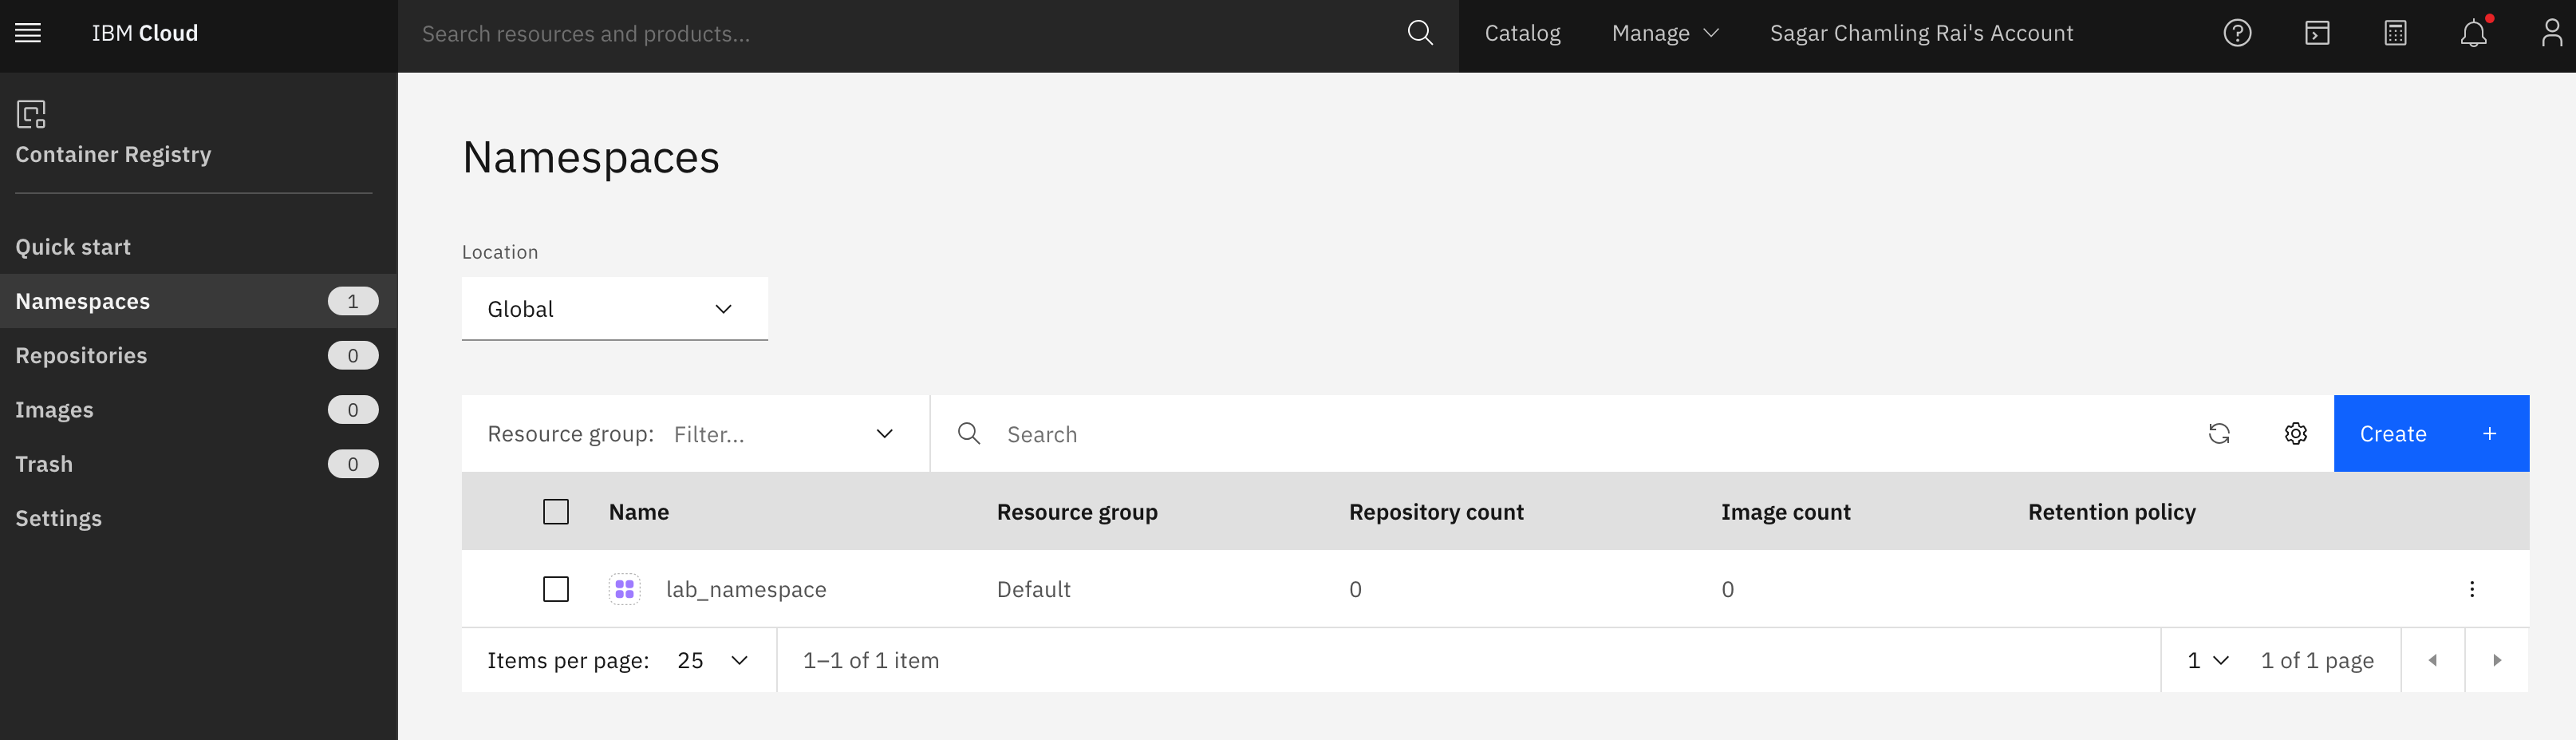 IBM Cloud
Search resources and products...
Catalog
Manage
Sagar Chamling Rai's Account
Container Registry
Quick start
Namespaces 1
Repositories 0
Images 0
Trash 0
Settings
Namespaces
Location
Global
Resource group: Filter...
Search
Create +
Name Resource group Repository count Image count Retention policy
lab_namespace Default 0 0
Items per page: 25
1–1 of 1 item
1
1 of 1 page